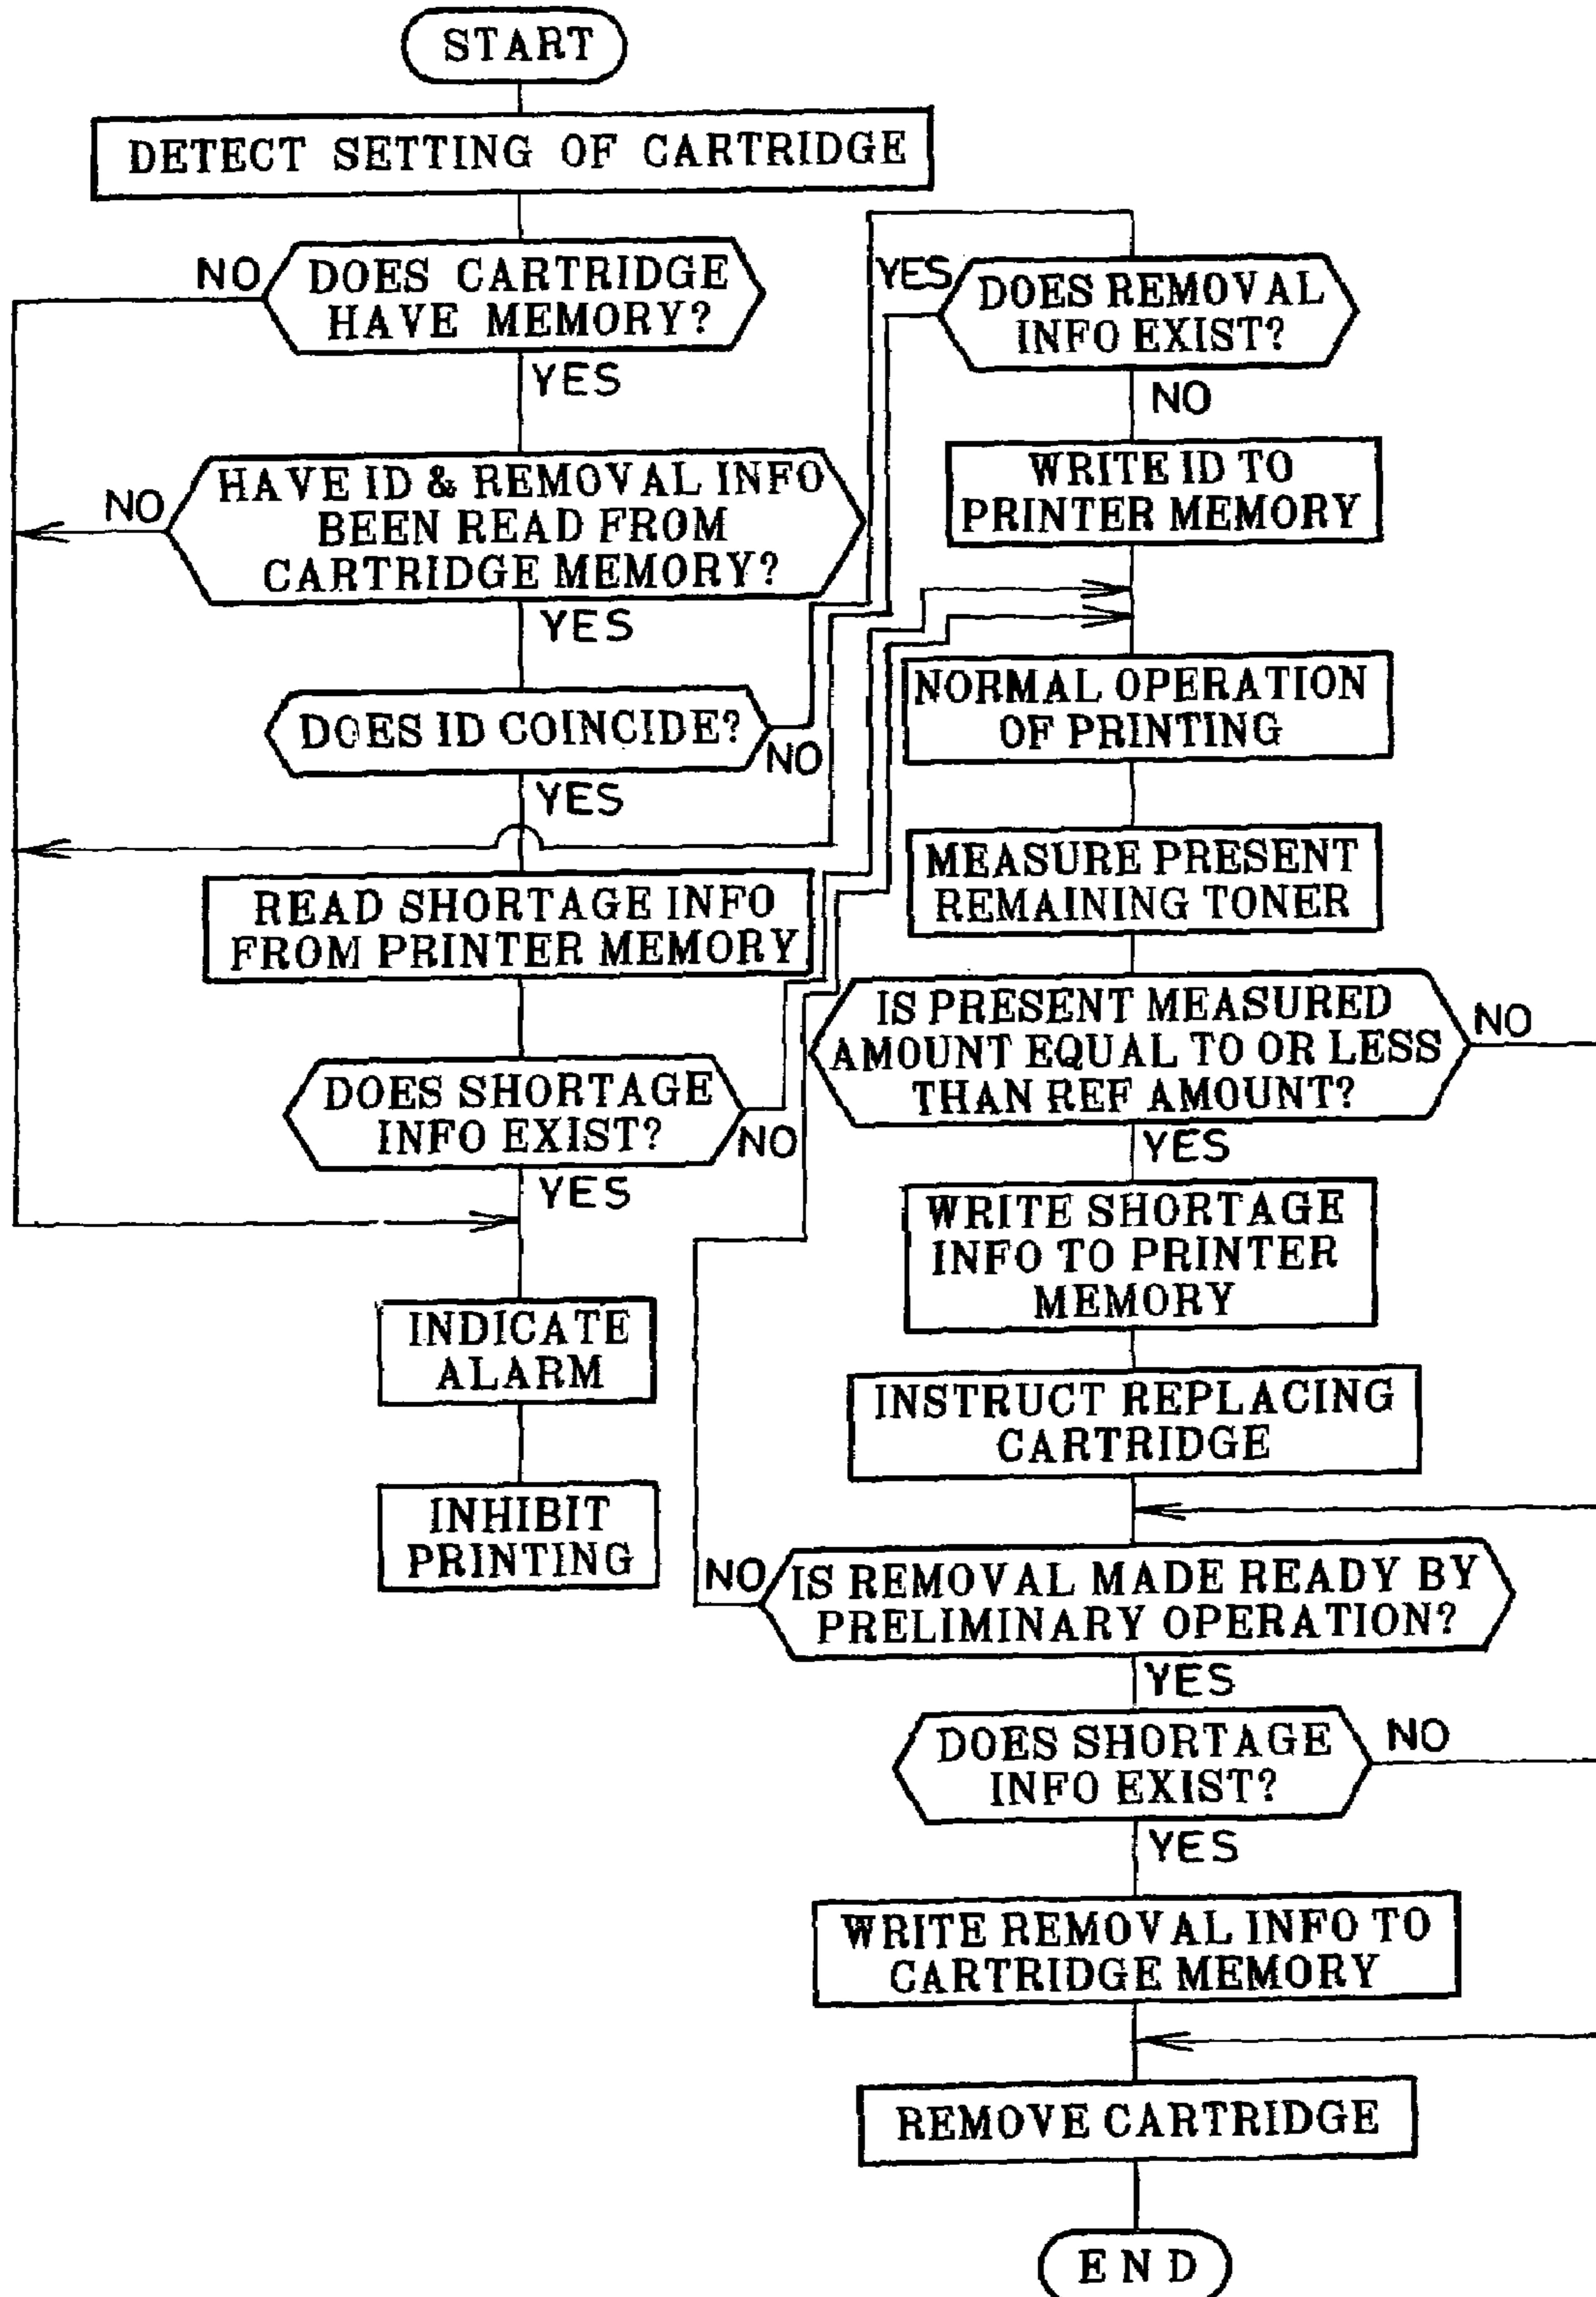 START
DETECT SETTING OF CARTRIDGE
NO
DOES CARTRIDGE
HAVE MEMORY?
YES
NO
HAVE ID & REMOVAL INFO
BEEN READ FROM
CARTRIDGE MEMORY?
YES
DOES ID COINCIDE?
NO
YES
READ SHORTAGE INFO
FROM PRINTER MEMORY
DOES SHORTAGE
INFO EXIST?
NO
YES
INDICATE
ALARM
INHIBIT
PRINTING
YES
DOES REMOVAL
INFO EXIST?
NO
WRITE ID TO
PRINTER MEMORY
NORMAL OPERATION
OF PRINTING
MEASURE PRESENT
REMAINING TONER
IS PRESENT MEASURED
AMOUNT EQUAL TO OR LESS
THAN REF AMOUNT?
NO
YES
WRITE SHORTAGE
INFO TO PRINTER
MEMORY
INSTRUCT REPLACING
CARTRIDGE
NO
IS REMOVAL MADE READY BY
PRELIMINARY OPERATION?
YES
DOES SHORTAGE
INFO EXIST?
NO
YES
WRITE REMOVAL INFO TO
CARTRIDGE MEMORY
REMOVE CARTRIDGE
END